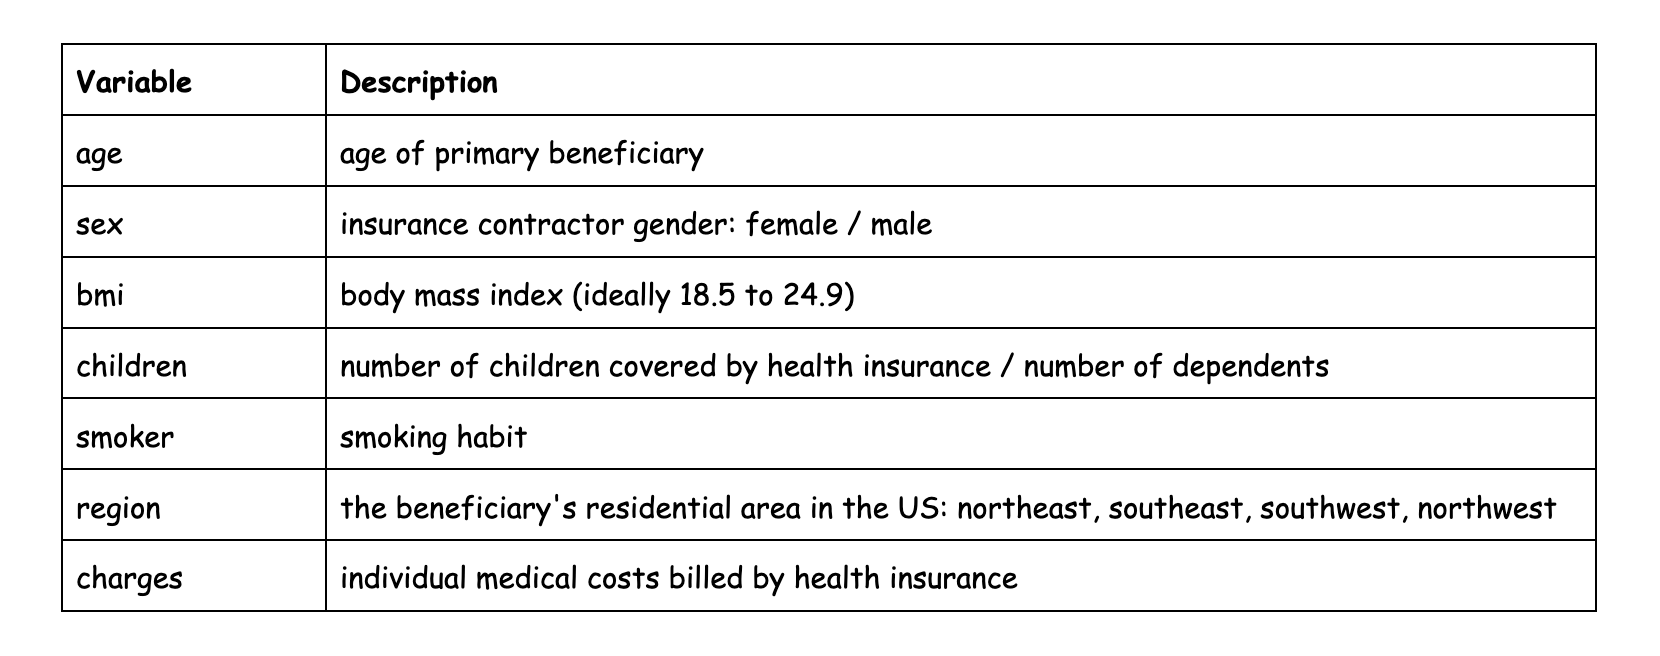 Variable Description
age age of primary beneficiary
sex insurance contractor gender: female / male
bmi body mass index (ideally 18.5 to 24.9)
children number of children covered by health insurance / number of dependents
smoker smoking habit
region the beneficiary's residential area in the US: northeast, southeast, southwest, northwest
charges individual medical costs billed by health insurance